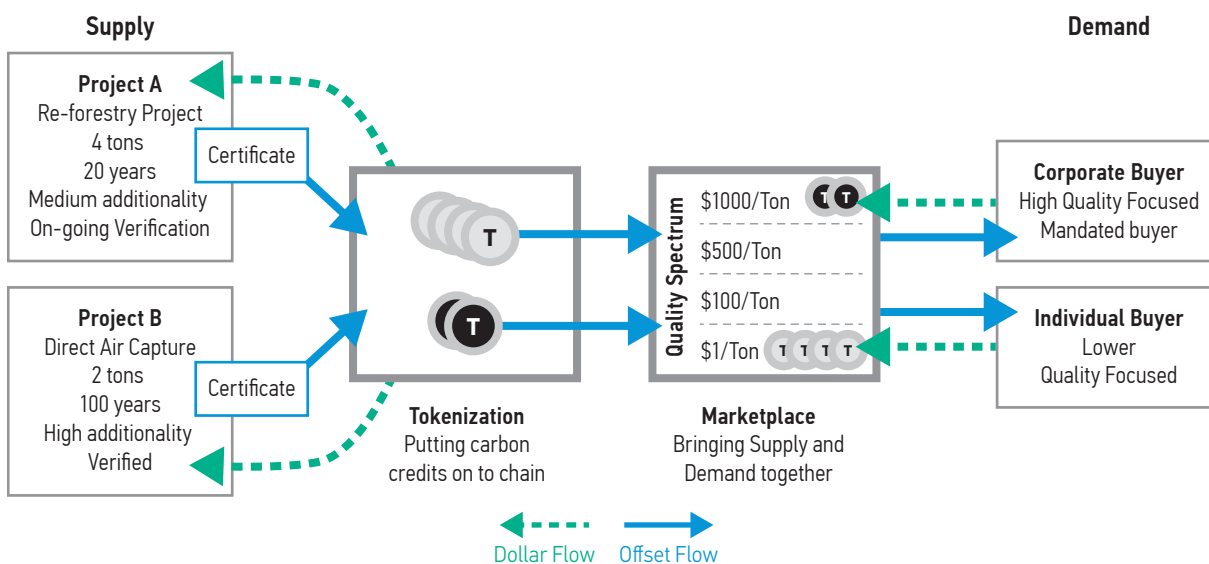 Supply
Demand
Project A
Re-forestry Project
4 tons
20 years
Medium additionality
On-going Verification
Certificate
Project B
Direct Air Capture
2 tons
100 years
High additionality
Verified
Certificate
T
T
Tokenization
Putting carbon
credits on to chain
Quality Spectrum
$1000/Ton T T
$500/Ton
$100/Ton
$1/Ton T T T T
Marketplace
Bringing Supply and
Demand together
Corporate Buyer
High Quality Focused
Mandated buyer
Individual Buyer
Lower
Quality Focused
Dollar Flow
Offset Flow